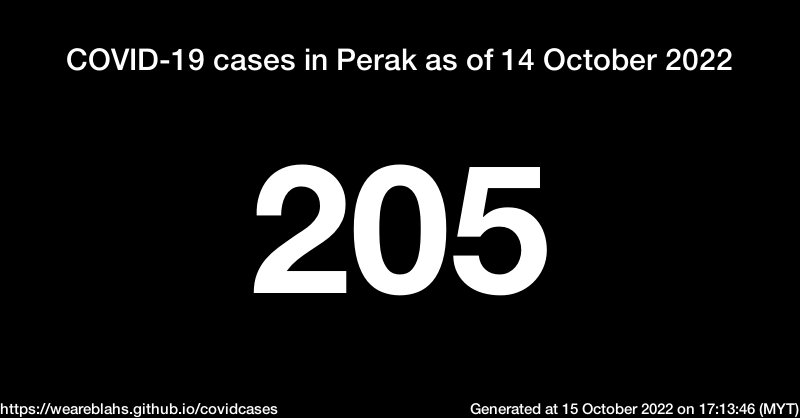 COVID-19 cases in Perak as of 14 October 2022
205
https://weareblahs.github.io/covidcases
Generated at 15 October 2022 on 17:13:46 (MYT)